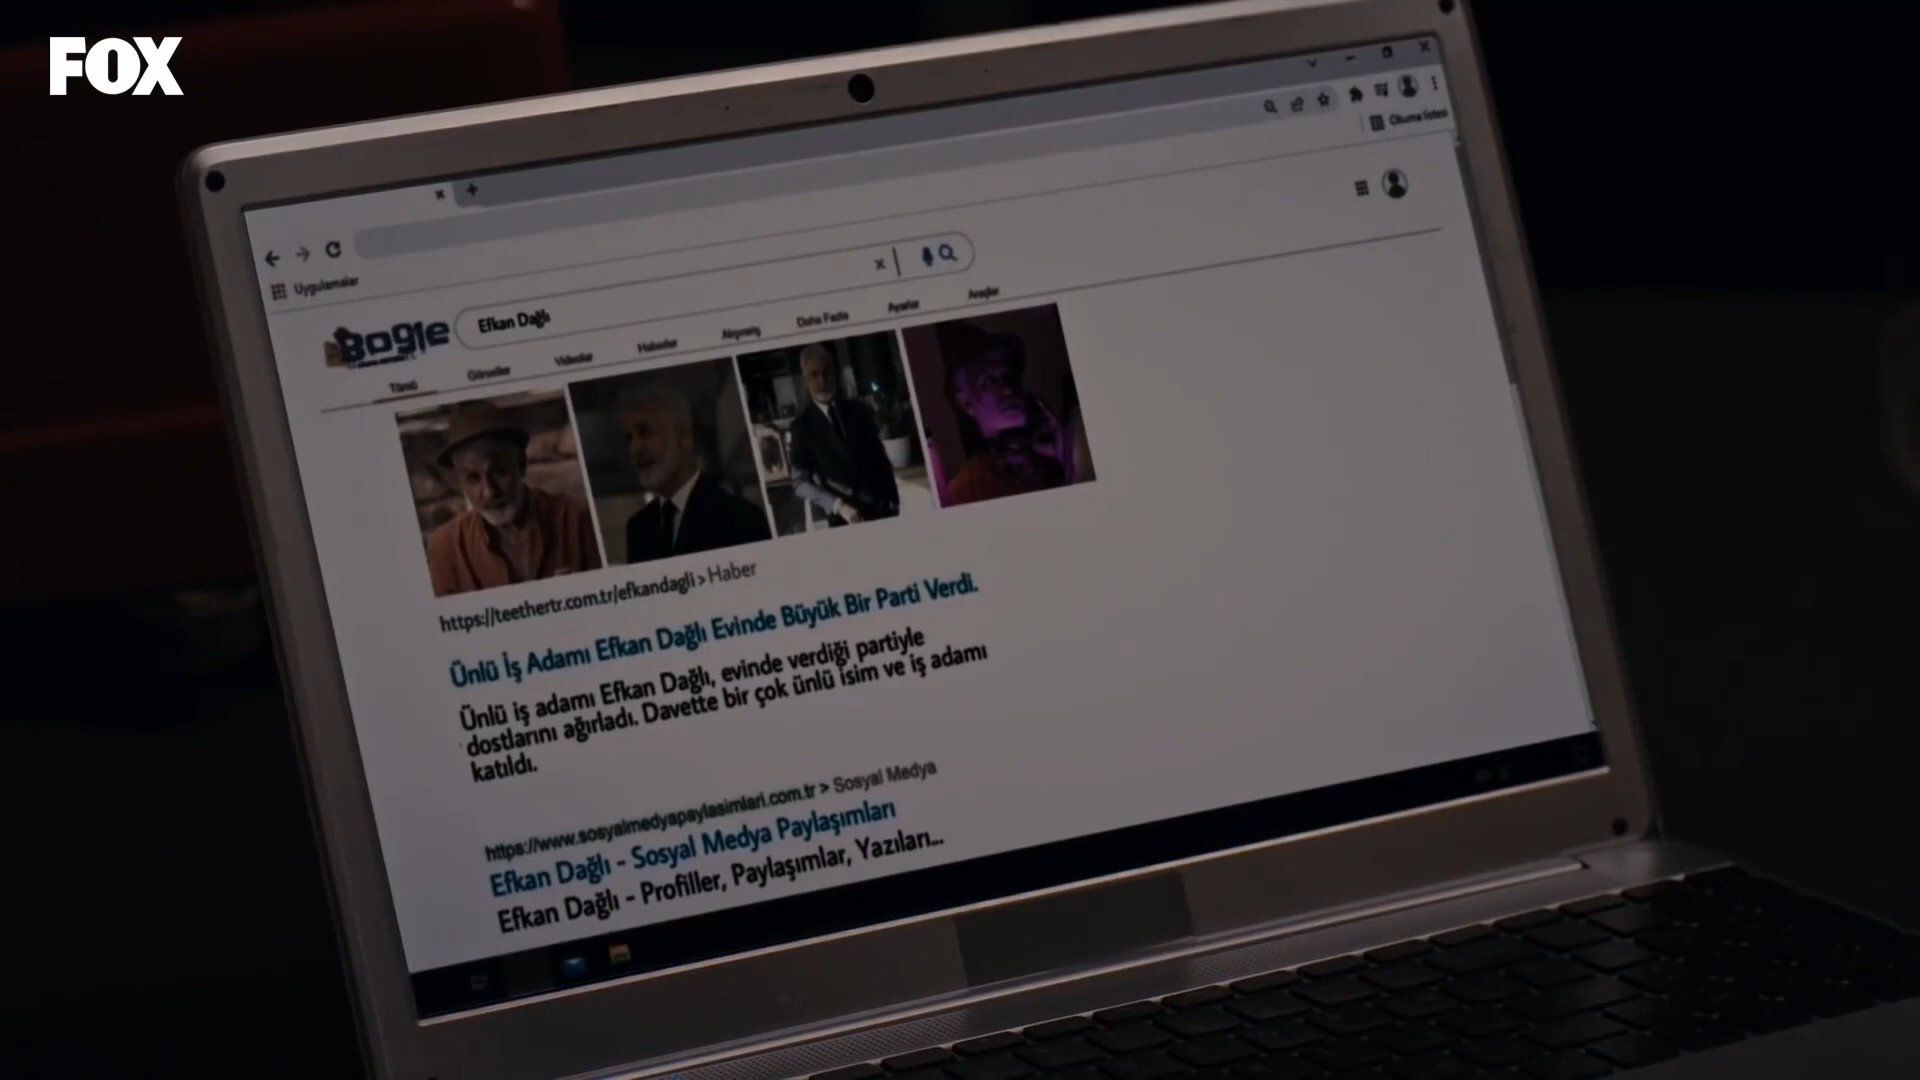 FOX
Okuma listesi
Uygulamalar
Bogle
Efkan Dağlı
Tümü Görseller Videolar Haberler Alışveriş Daha Fazla Ayarlar Araçlar
https://teethertr.com.tr/efkandagli > Haber
Ünlü İş Adamı Efkan Dağlı Evinde Büyük Bir Parti Verdi.
Ünlü iş adamı Efkan Dağlı, evinde verdiği partiyle
dostlarını ağırladı. Davette bir çok ünlü isim ve iş adamı
katıldı.
https://www.sosyalmedyapaylasimlari.com.tr > Sosyal Medya
Efkan Dağlı - Sosyal Medya Paylaşımları
Efkan Dağlı - Profiller, Paylaşımlar, Yazıları...